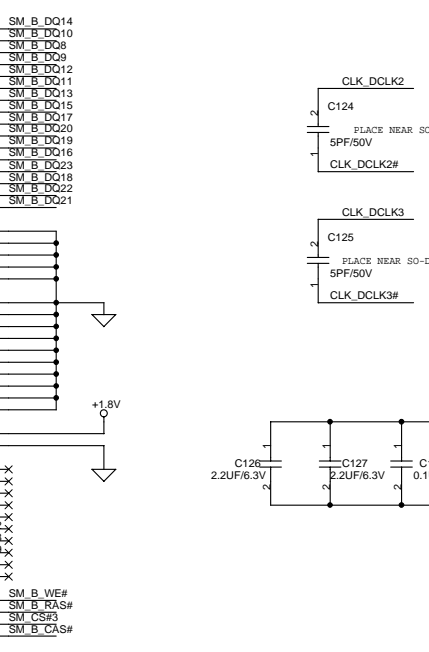 SM_B_DQ14
SM_B_DQ10
SM_B_DQ8
SM_B_DQ9
SM_B_DQ12
SM_B_DQ11
SM_B_DQ13
SM_B_DQ15
SM_B_DQ17
SM_B_DQ20
SM_B_DQ19
SM_B_DQ16
SM_B_DQ23
SM_B_DQ18
SM_B_DQ22
SM_B_DQ21
CLK_DCLK2
2
C124
PLACE NEAR SO
5PF/50V
1
CLK_DCLK2#
CLK_DCLK3
2
C125
PLACE NEAR SO-D
5PF/50V
1
CLK_DCLK3#
+1.8V
1 1 1
C126 C127 C1
2.2UF/6.3V 2.2UF/6.3V 0.1
2 2 2
SM_B_WE#
SM_B_RAS#
SM_CS#3
SM_B_CAS#